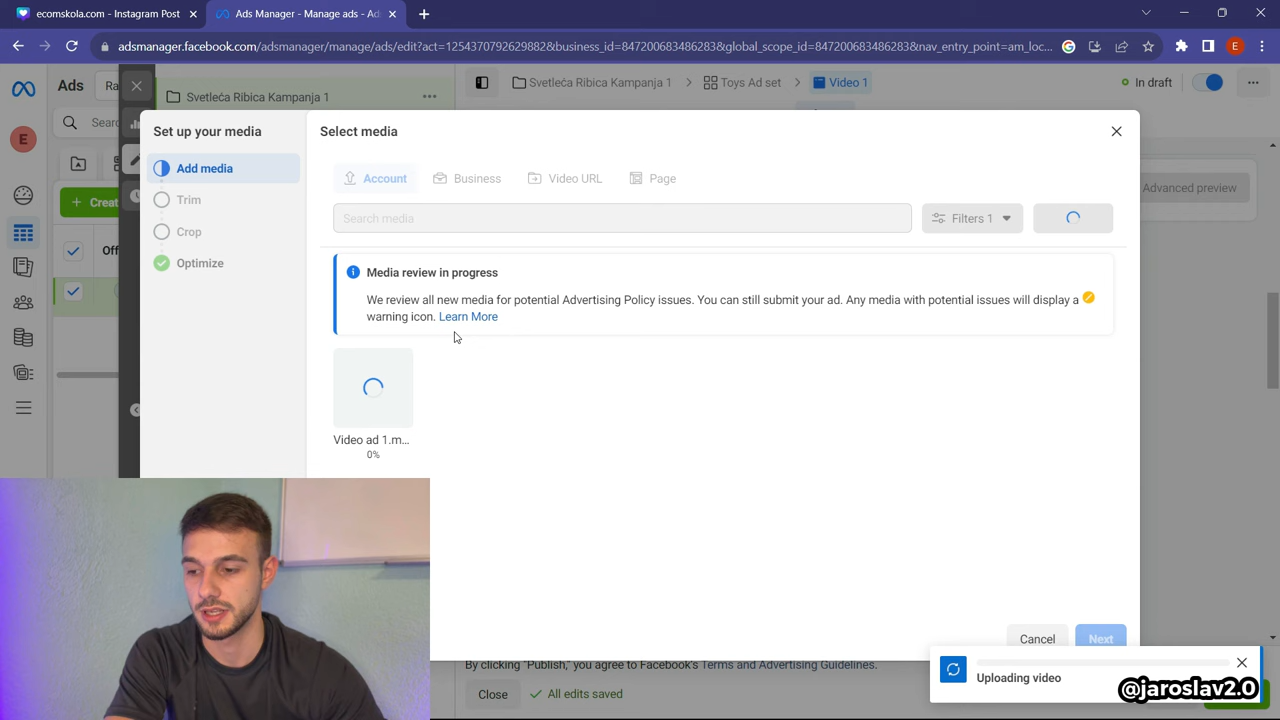 ecomskola.com - Instagram Post
Ads Manager - Manage ads - Ads
adsmanager.facebook.com/adsmanager/manage/ads/edit?act=1254370792629882&business_id=847200683486283&global_scope_id=847200683486283&nav_entry_point=am_loc...
E
Ads
Ra
Svetleća Ribica Kampanja 1
Svetleća Ribica Kampanja 1
Toys Ad set
Video 1
In draft
Searc
E
Set up your media
Select media
Add media
Trim
Crop
Optimize
Account
Business
Video URL
Page
Advanced preview
Creat
Off
Search media
Filters 1
Media review in progress
We review all new media for potential Advertising Policy issues. You can still submit your ad. Any media with potential issues will display a
warning icon. Learn More
Video ad 1.m...
0%
Cancel
Next
By clicking "Publish," you agree to Facebook's Terms and Advertising Guidelines.
Close
All edits saved
Uploading video
@jaroslav2.0